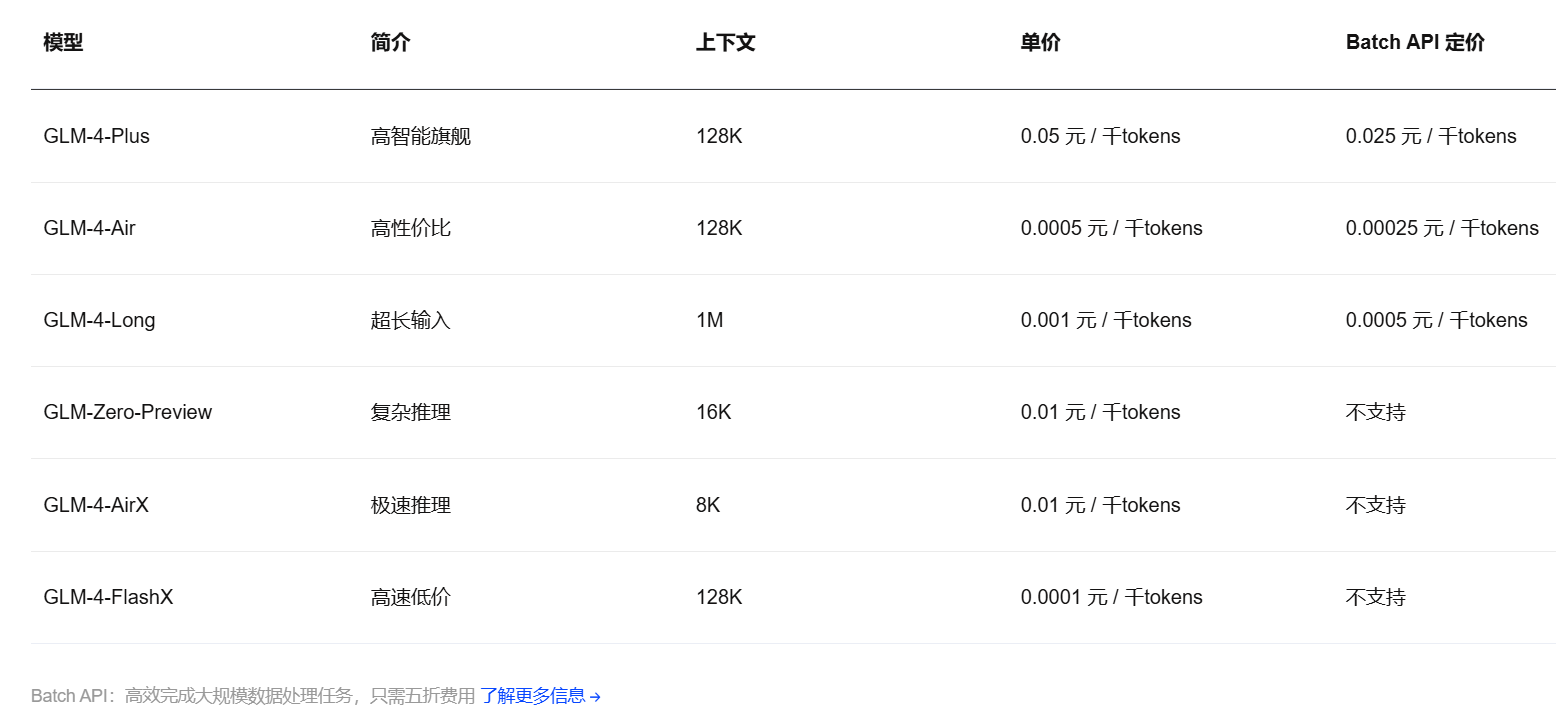 模型 简介 上下文 单价 Batch API 定价
GLM-4-Plus 高智能旗舰 128K 0.05 元 / 千tokens 0.025 元 / 千tokens
GLM-4-Air 高性价比 128K 0.0005 元 / 千tokens 0.00025 元 / 千tokens
GLM-4-Long 超长输入 1M 0.001 元 / 千tokens 0.0005 元 / 千tokens
GLM-Zero-Preview 复杂推理 16K 0.01 元 / 千tokens 不支持
GLM-4-AirX 极速推理 8K 0.01 元 / 千tokens 不支持
GLM-4-FlashX 高速低价 128K 0.0001 元 / 千tokens 不支持
Batch API：高效完成大规模数据处理任务，只需五折费用 了解更多信息→